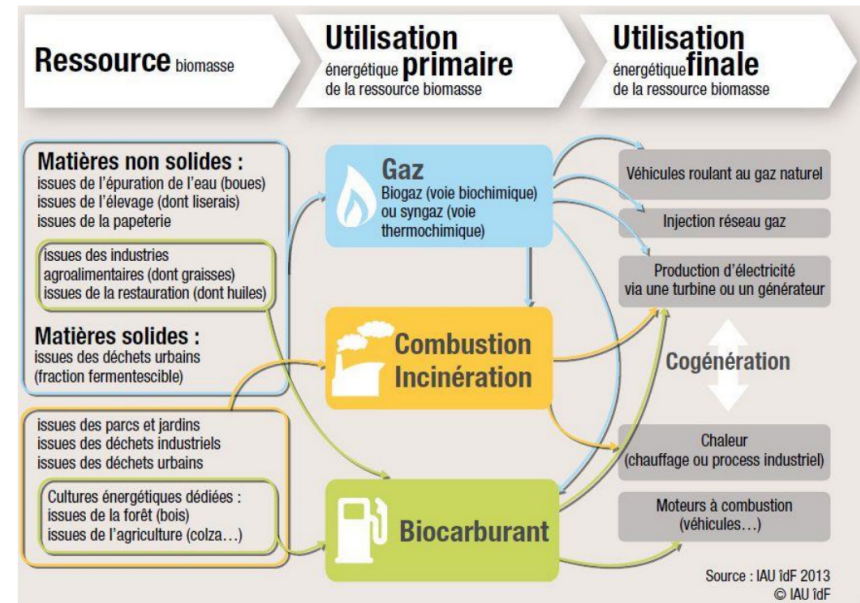 Ressource biomasse
Utilisation
énergétique primaire
de la ressource biomasse
Utilisation
énergétique finale
de la ressource biomasse
Matières non solides :
issues de l'épuration de l'eau (boues)
issues de l'élevage (dont liserais)
issues de la papeterie
issues des industries
agroalimentaires (dont graisses)
issues de la restauration (dont huiles)
Matières solides :
issues des déchets urbains
(fraction fermentescible)
issues des parcs et jardins
issues des déchets industriels
issues des déchets urbains
Cultures énergétiques dédiées :
issues de la forêt (bois)
issues de l'agriculture (colza…)
Gaz
Biogaz (voie biochimique)
ou syngaz (voie
thermochimique)
Combustion
Incinération
Biocarburant
Véhicules roulant au gaz naturel
Injection réseau gaz
Production d'électricité
via une turbine ou un générateur
Cogénération
Chaleur
(chauffage ou process industriel)
Moteurs à combustion
(véhicules…)
Source : IAU îdF 2013
© IAU îdF